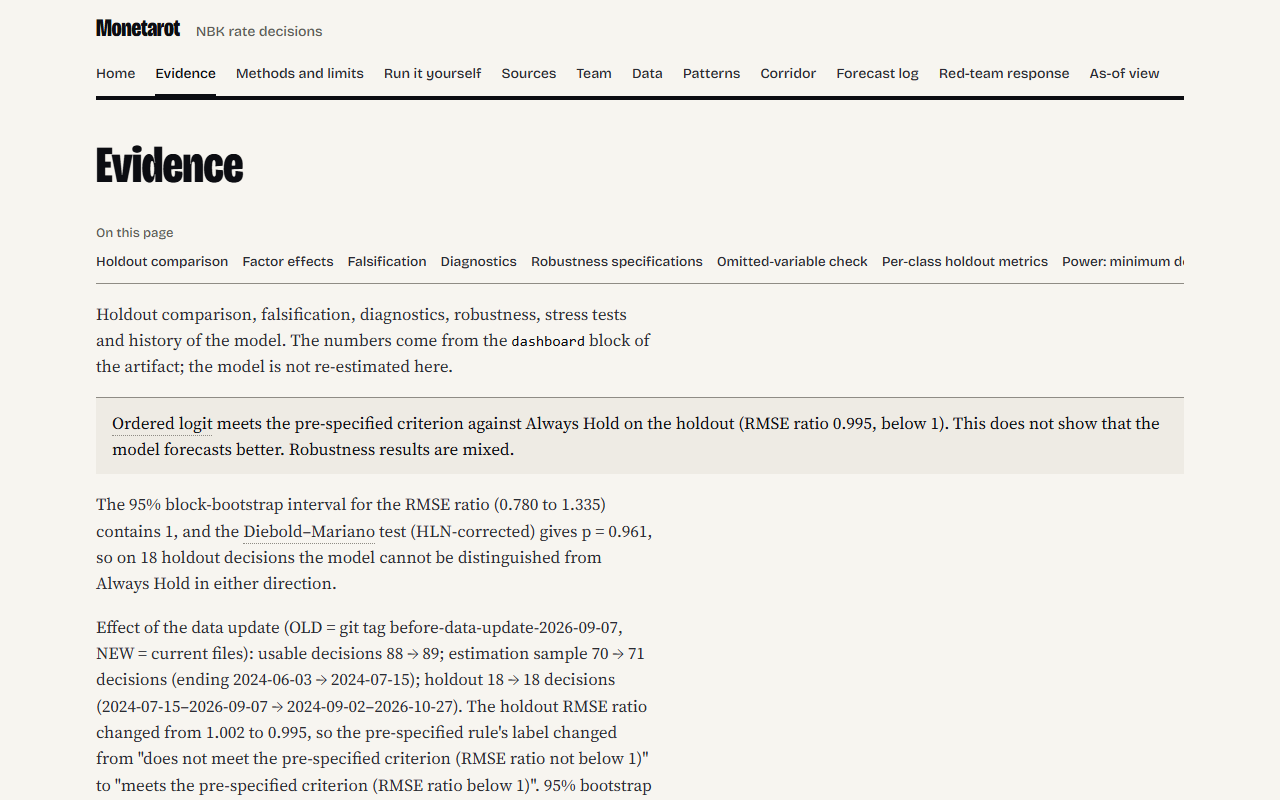 Monetarot NBK rate decisions
Home Evidence Methods and limits Run it yourself Sources Team Data Patterns Corridor Forecast log Red-team response As-of view
Evidence
On this page
Holdout comparison Factor effects Falsification Diagnostics Robustness specifications Omitted-variable check Per-class holdout metrics Power: minimum
Holdout comparison, falsification, diagnostics, robustness, stress tests
and history of the model. The numbers come from the dashboard block of
the artifact; the model is not re-estimated here.
Ordered logit meets the pre-specified criterion against Always Hold on the holdout (RMSE ratio 0.995, below 1). This does not show that the
model forecasts better. Robustness results are mixed.
The 95% block-bootstrap interval for the RMSE ratio (0.780 to 1.335)
contains 1, and the Diebold–Mariano test (HLN-corrected) gives p = 0.961,
so on 18 holdout decisions the model cannot be distinguished from
Always Hold in either direction.
Effect of the data update (OLD = git tag before-data-update-2026-09-07,
NEW = current files): usable decisions 88 → 89; estimation sample 70 → 71
decisions (ending 2024-06-03 → 2024-07-15); holdout 18 → 18 decisions
(2024-07-15–2026-09-07 → 2024-09-02–2026-10-27). The holdout RMSE ratio
changed from 1.002 to 0.995, so the pre-specified rule's label changed
from "does not meet the pre-specified criterion (RMSE ratio not below 1)"
to "meets the pre-specified criterion (RMSE ratio below 1)". 95% bootstrap